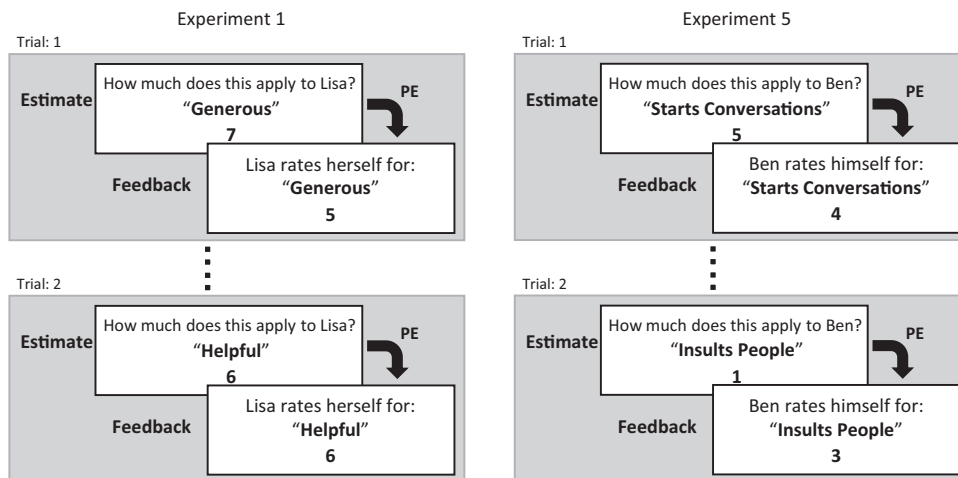 Experiment 1
Trial: 1
Estimate
How much does this apply to Lisa?
“Generous”
7
PE
Feedback
Lisa rates herself for:
“Generous”
5
Trial: 2
Estimate
How much does this apply to Lisa?
“Helpful”
6
PE
Feedback
Lisa rates herself for:
“Helpful”
6
Experiment 5
Trial: 1
Estimate
How much does this apply to Ben?
“Starts Conversations”
5
PE
Feedback
Ben rates himself for:
“Starts Conversations”
4
Trial: 2
Estimate
How much does this apply to Ben?
“Insults People”
1
PE
Feedback
Ben rates himself for:
“Insults People”
3